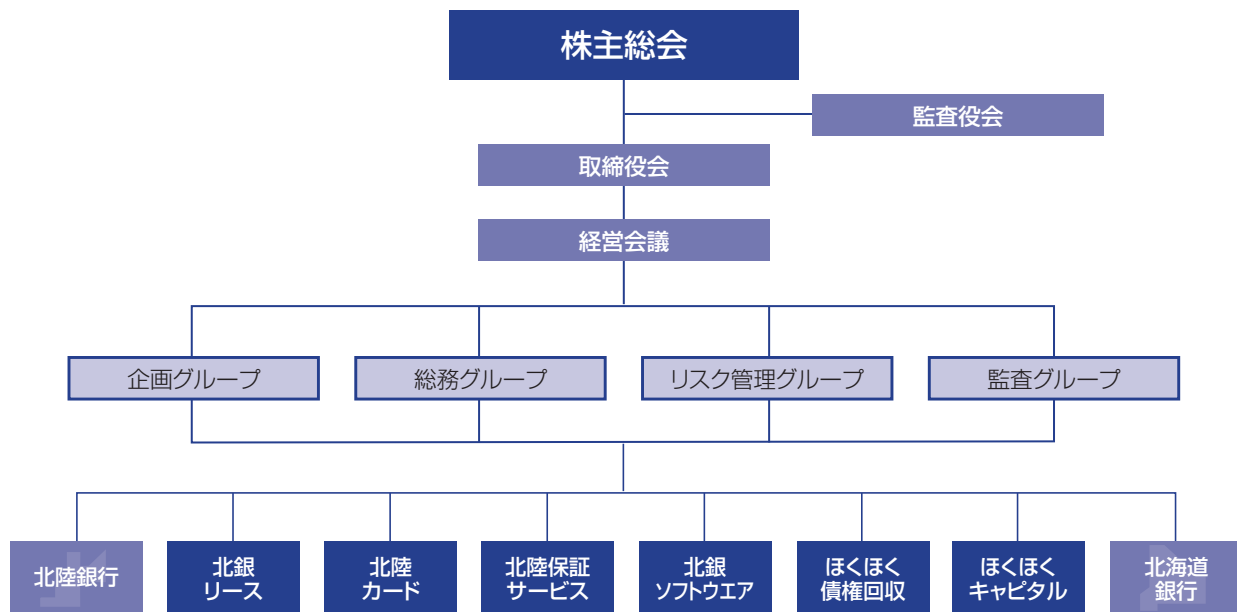 株主総会
監査役会
取締役会
経営会議
企画グループ
総務グループ
リスク管理グループ
監査グループ
北陸銀行
北銀
リース
北陸
カード
北陸保証
サービス
北銀
ソフトウエア
ほくほく
債権回収
ほくほく
キャピタル
北海道
銀行